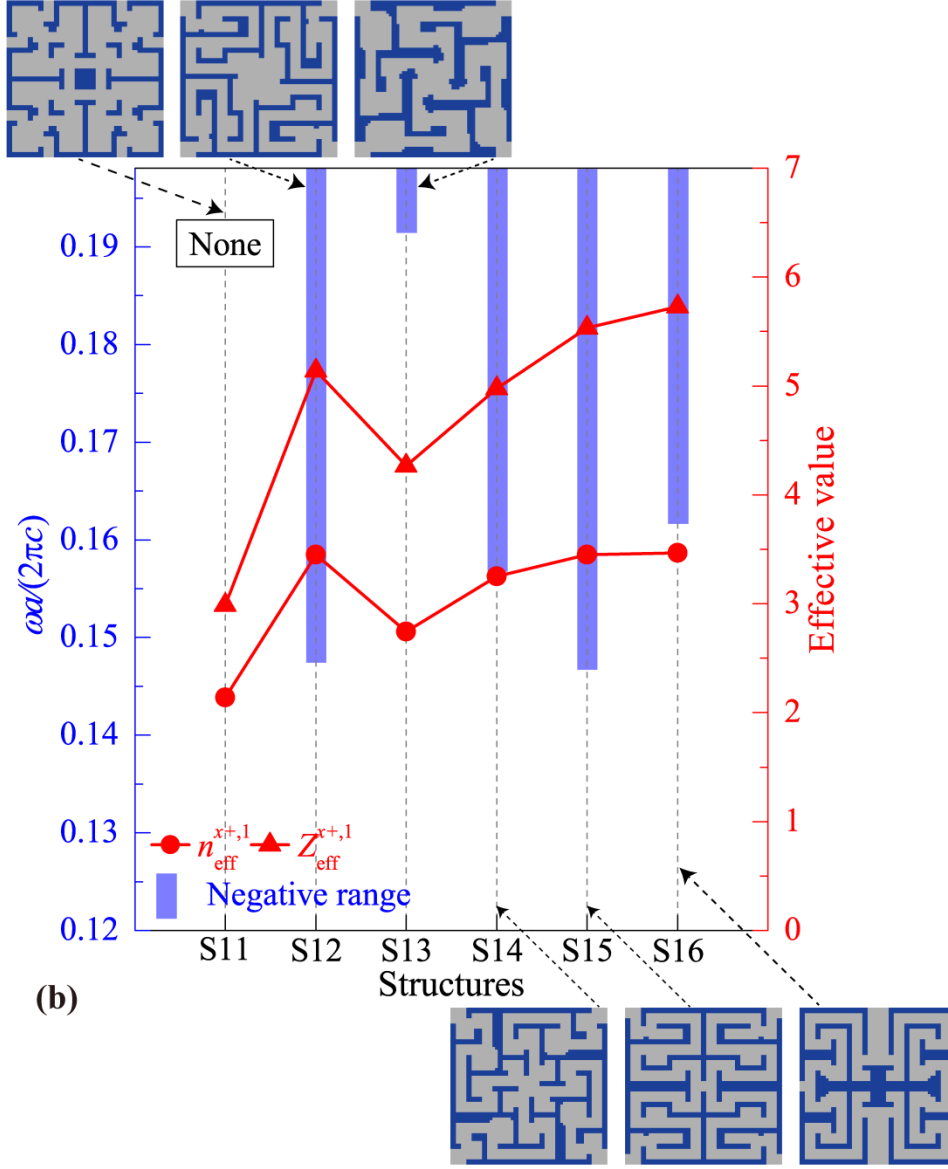 None
0.19
0.18
0.17
0.16
0.15
0.14
0.13
0.12
ωa/(2πc)
7
6
5
4
3
2
1
0
Effective value
n_eff^{x+,1} Z_eff^{x+,1}
Negative range
S11 S12 S13 S14 S15 S16
Structures
(b)